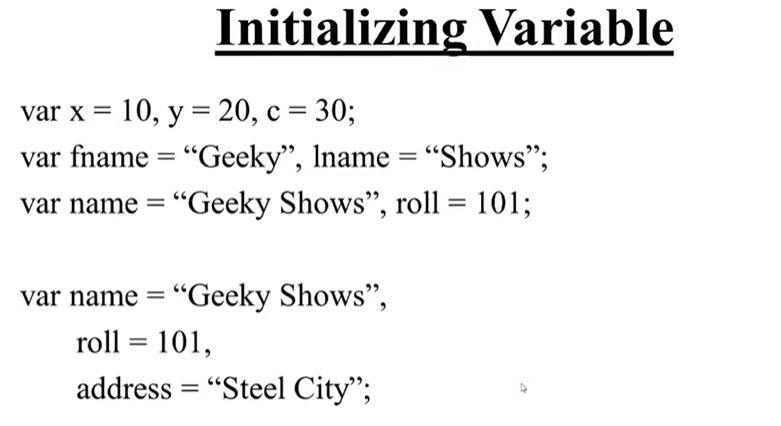 Initializing Variable
var x = 10, y = 20, c = 30;
var fname = “Geeky”, lname = “Shows”;
var name = “Geeky Shows”, roll = 101;
var name = “Geeky Shows”,
roll = 101,
address = “Steel City”;